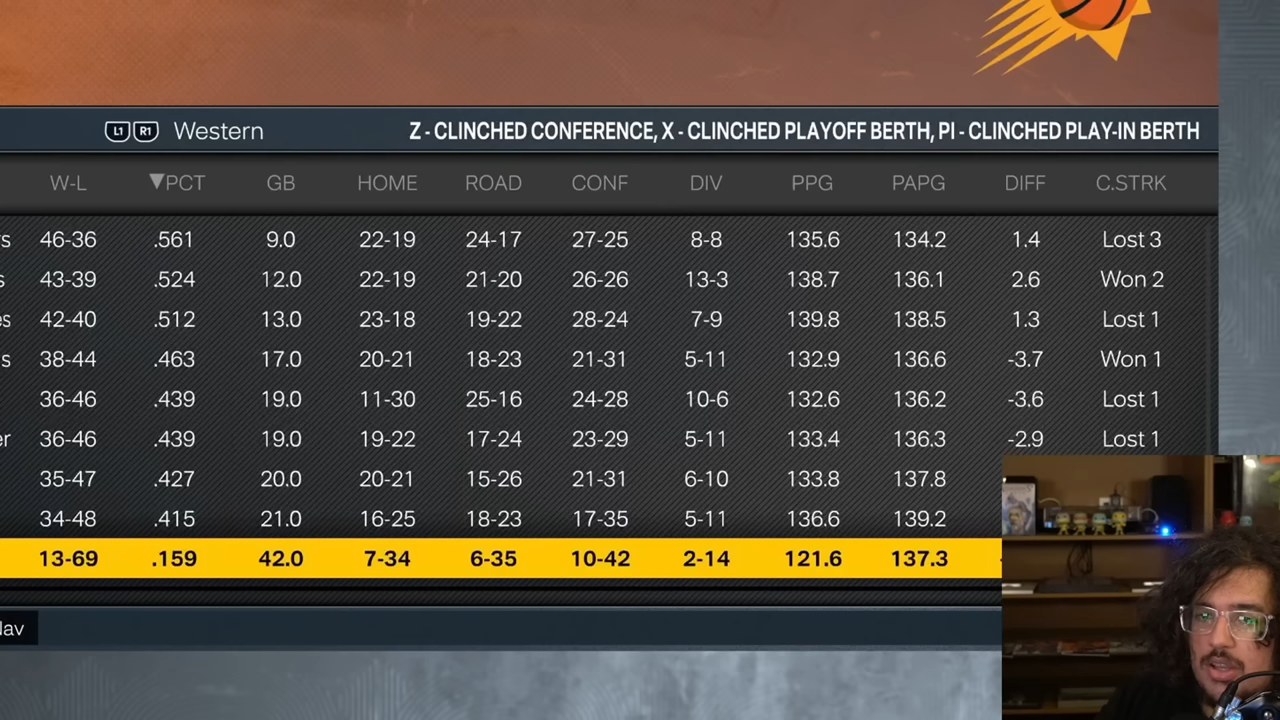 L1 R1 Western Z - CLINCHED CONFERENCE, X - CLINCHED PLAYOFF BERTH, PI - CLINCHED PLAY-IN BERTH
W-L ▼PCT GB HOME ROAD CONF DIV PPG PAPG DIFF C.STRK
s 46-36 .561 9.0 22-19 24-17 27-25 8-8 135.6 134.2 1.4 Lost 3
s 43-39 .524 12.0 22-19 21-20 26-26 13-3 138.7 136.1 2.6 Won 2
es 42-40 .512 13.0 23-18 19-22 28-24 7-9 139.8 138.5 1.3 Lost 1
s 38-44 .463 17.0 20-21 18-23 21-31 5-11 132.9 136.6 -3.7 Won 1
36-46 .439 19.0 11-30 25-16 24-28 10-6 132.6 136.2 -3.6 Lost 1
er 36-46 .439 19.0 19-22 17-24 23-29 5-11 133.4 136.3 -2.9 Lost 1
35-47 .427 20.0 20-21 15-26 21-31 6-10 133.8 137.8
34-48 .415 21.0 16-25 18-23 17-35 5-11 136.6 139.2
13-69 .159 42.0 7-34 6-35 10-42 2-14 121.6 137.3
Nav